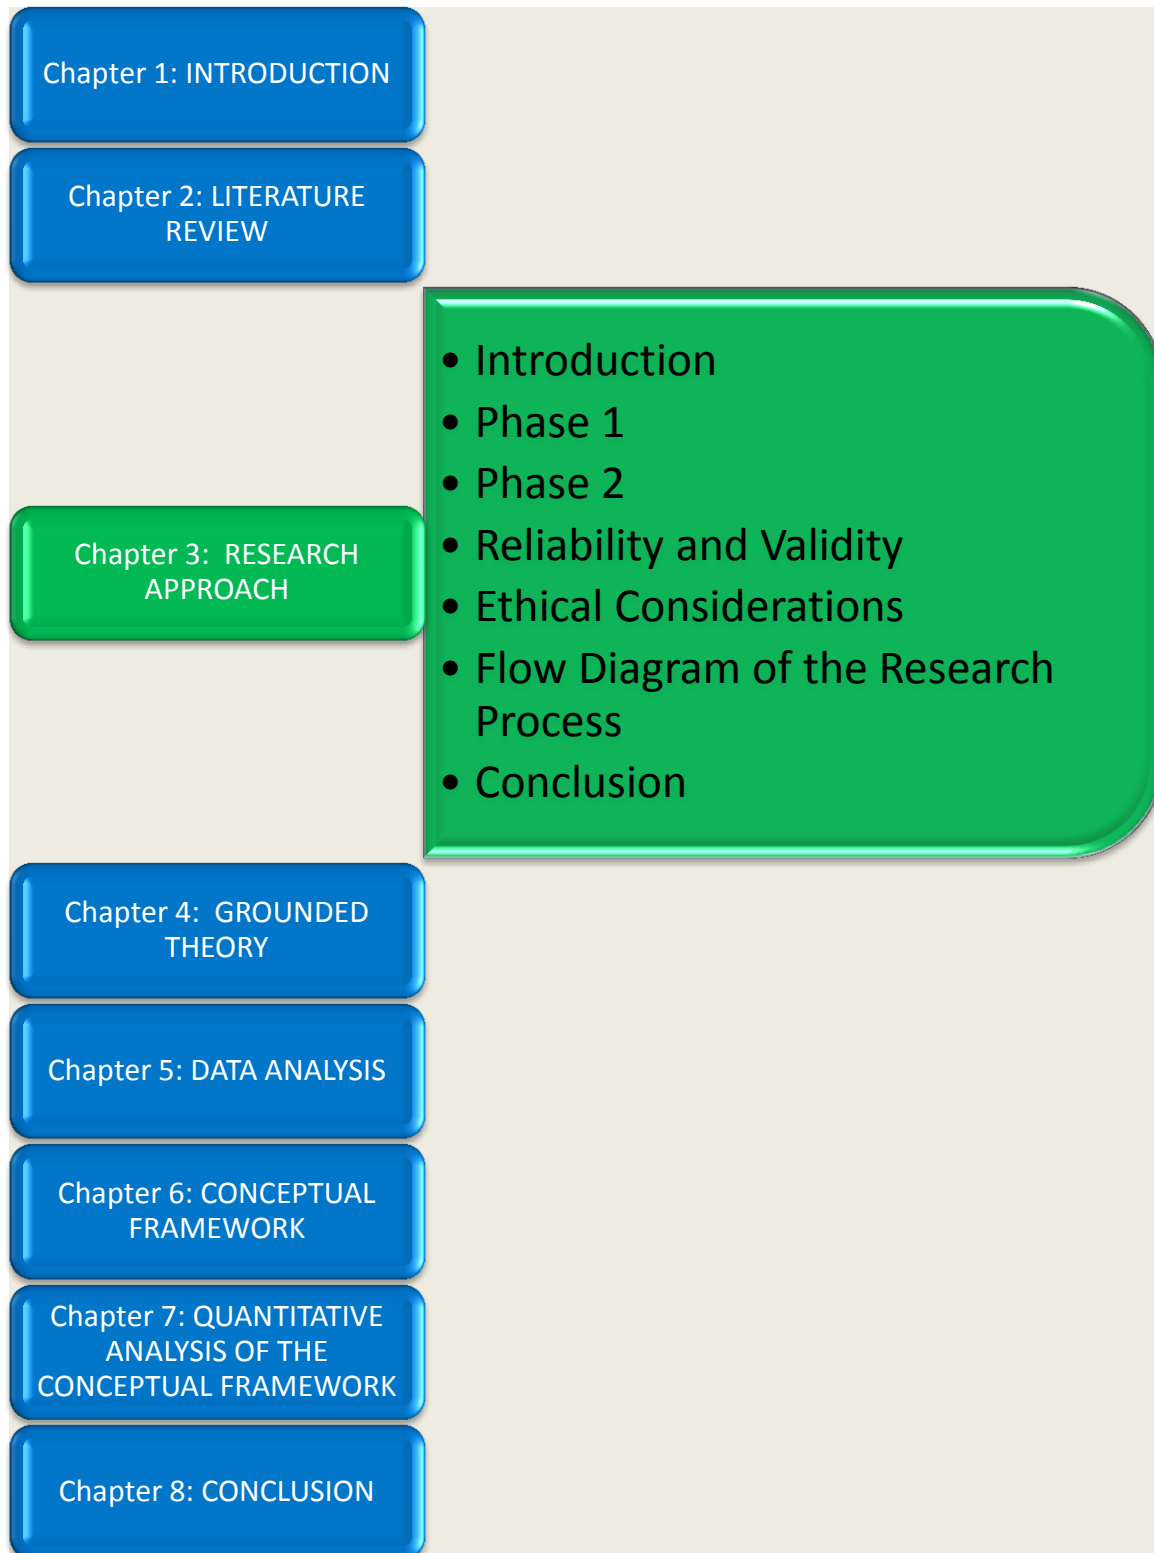 Chapter 1: INTRODUCTION
Chapter 2: LITERATURE
REVIEW
Chapter 3:  RESEARCH
APPROACH
• Introduction
• Phase 1
• Phase 2
• Reliability and Validity
• Ethical Considerations
• Flow Diagram of the Research
Process
• Conclusion
Chapter 4:  GROUNDED
THEORY
Chapter 5: DATA ANALYSIS
Chapter 6: CONCEPTUAL
FRAMEWORK
Chapter 7: QUANTITATIVE
ANALYSIS OF THE
CONCEPTUAL FRAMEWORK
Chapter 8: CONCLUSION